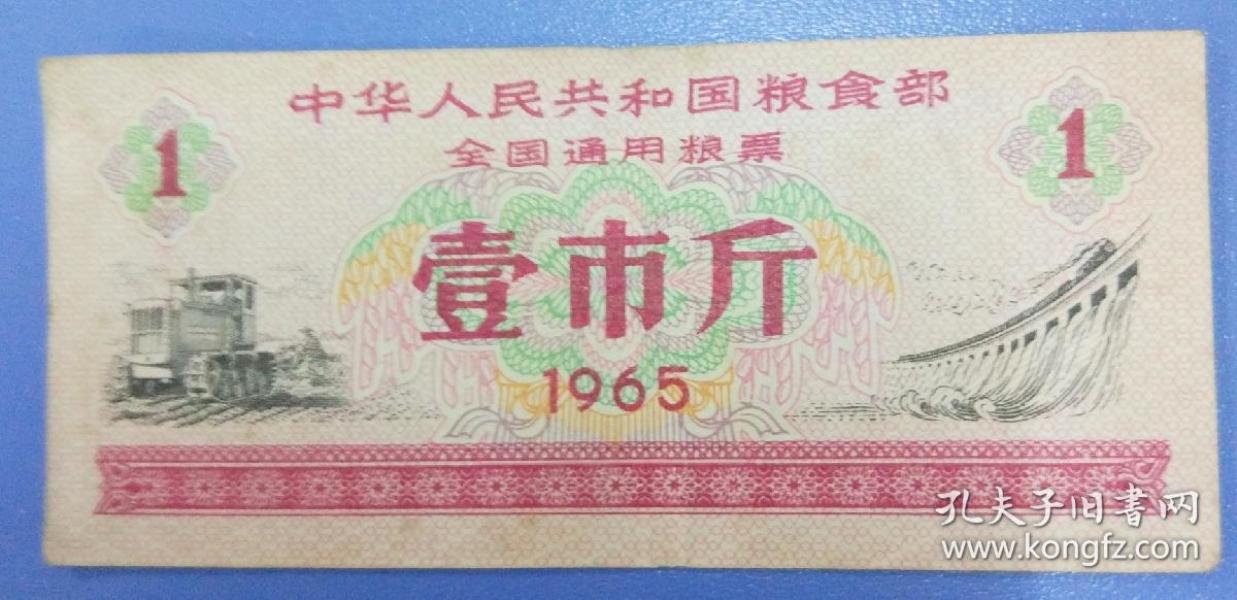 中华人民共和国粮食部
全国通用粮票
1
1
壹市斤
1965
孔夫子旧书网
www.kongfz.com